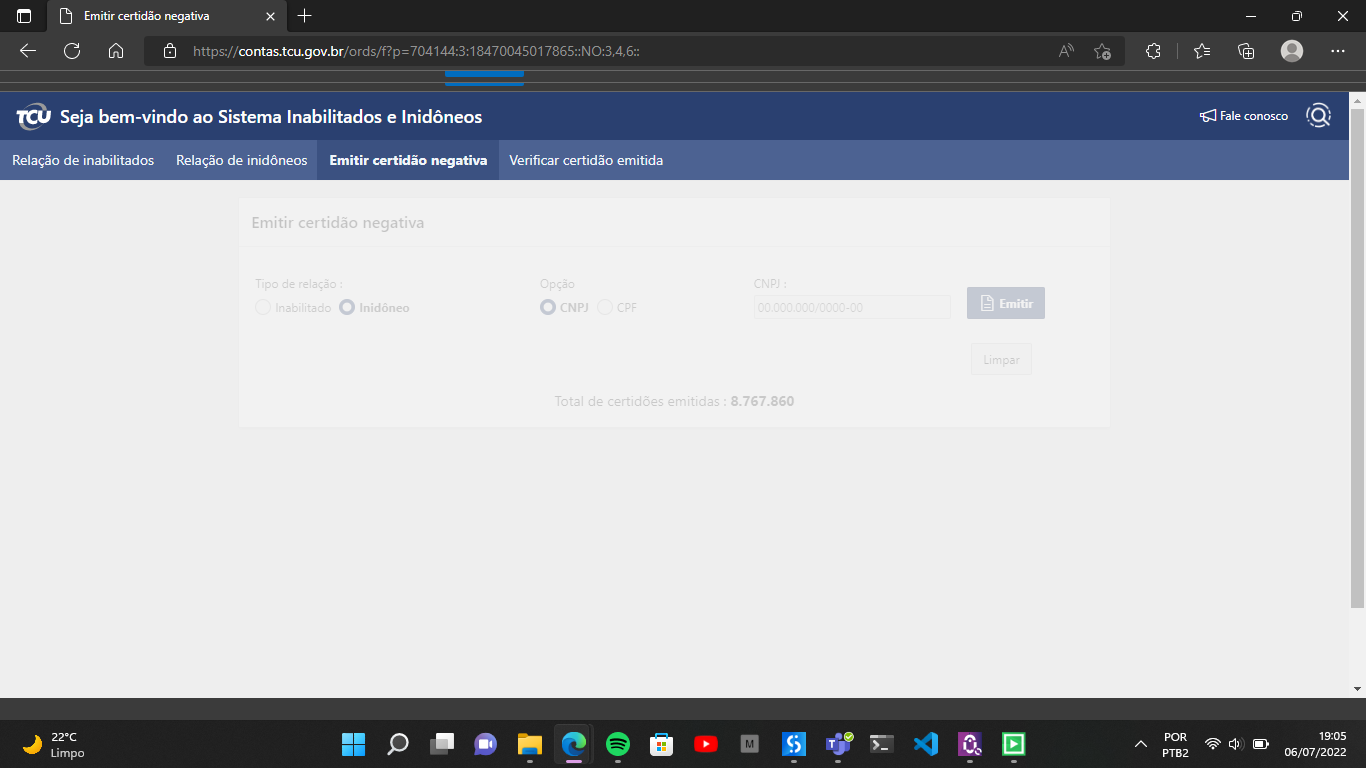 Emitir certidão negativa
https://contas.tcu.gov.br/ords/f?p=704144:3:18470045017865::NO:3,4,6::
TCU Seja bem-vindo ao Sistema Inabilitados e Inidôneos
Fale conosco
Relação de inabilitados Relação de inidôneos Emitir certidão negativa Verificar certidão emitida
Emitir certidão negativa
Tipo de relação : Opção CNPJ :
Inabilitado Inidôneo CNPJ CPF 00.000.000/0000-00 Emitir
Limpar
Total de certidões emitidas : 8.767.860
22°C
Limpo
M
POR
PTB2
19:05
06/07/2022